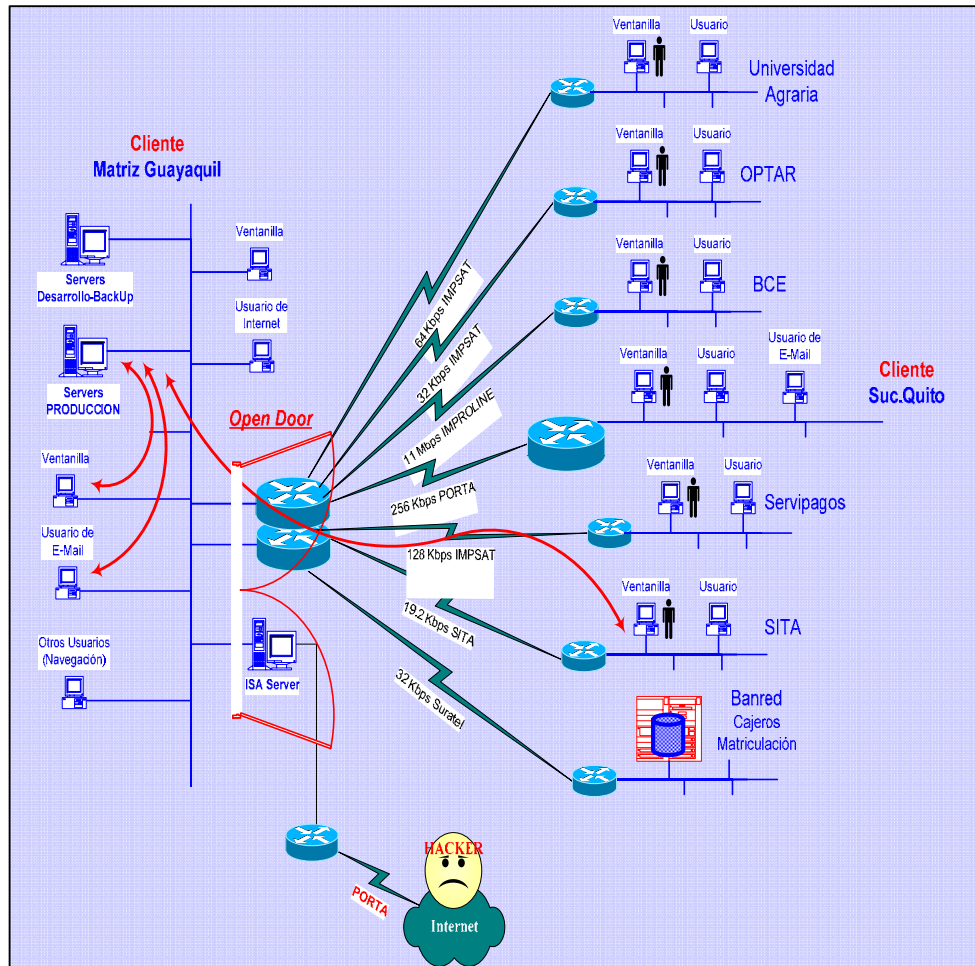 Ventanilla
Usuario
Universidad
Agraria
Cliente
Matriz Guayaquil
Ventanilla
Usuario
OPTAR
Servers
Desarrollo-BackUp
Ventanilla
Ventanilla
Usuario
BCE
Usuario de
Internet
64 Kbps IMPSAT
32 Kbps IMPSAT
11 Mbps IMPROLINE
256 Kbps PORTA
Ventanilla
Usuario
Usuario de
E-Mail
Cliente
Suc.Quito
Servers
PRODUCCION
Open Door
Ventanilla
Ventanilla
Usuario
Servipagos
Usuario de
E-Mail
128 Kbps IMPSAT
19.2 Kbps SITA
32 Kbps Suratel
Ventanilla
Usuario
SITA
Otros Usuarios
(Navegación)
ISA Server
Banred
Cajeros
Matriculación
HACKER
PORTA
Internet